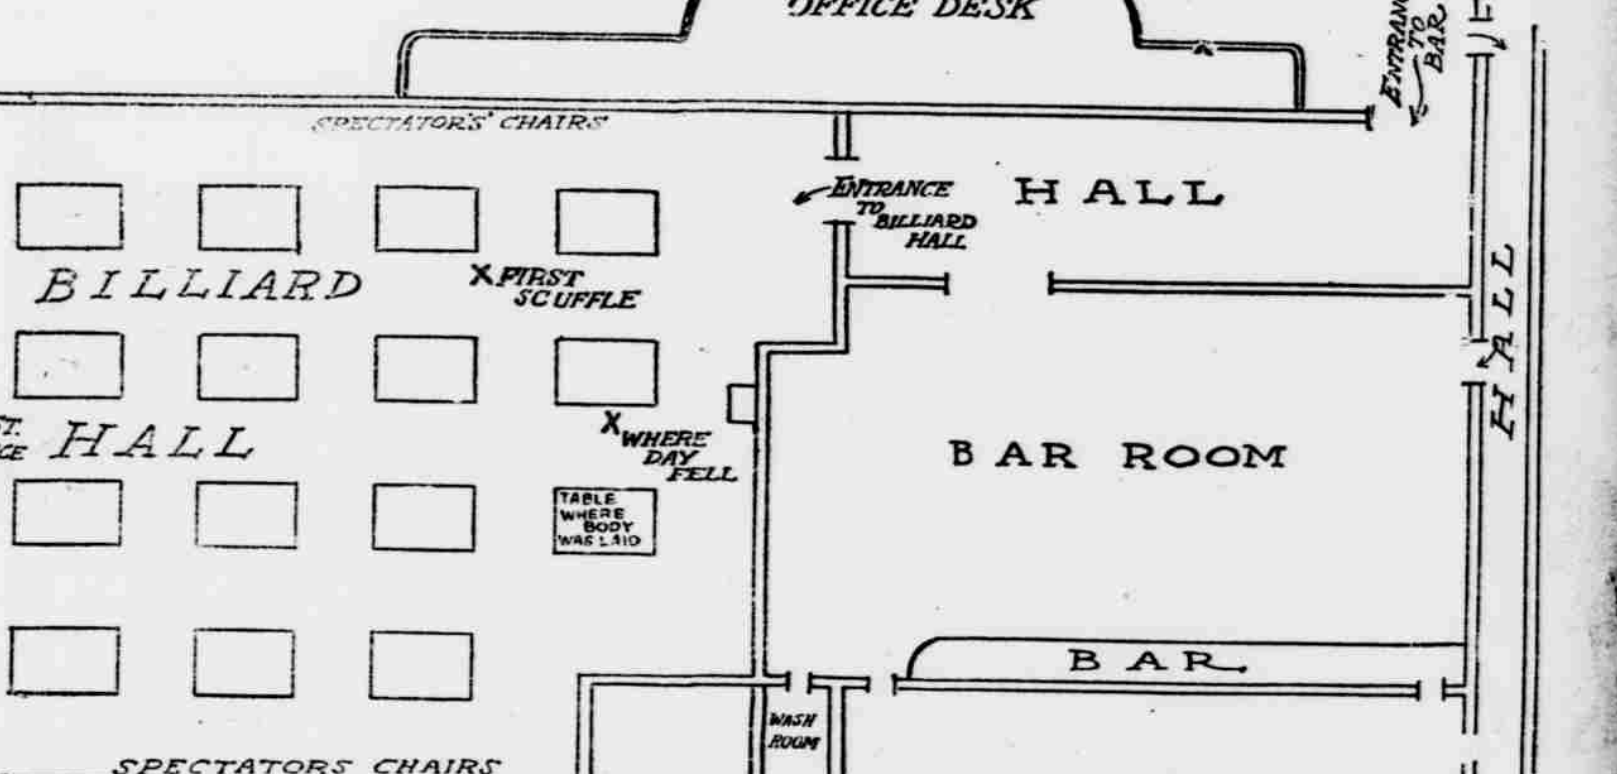 OFFICE DESK
ENTRANC
TO
BAR
SPECTATORS' CHAIRS
ENTRANCE
TO
BILLIARD
HALL
HALL
BILLIARD
X FIRST
SCUFFLE
HALL
HALL
X WHERE
DAY
FELL
BAR ROOM
TABLE
WHERE
BODY
WAS LAID
BAR
WASH
ROOM
SPECTATORS CHAIRS